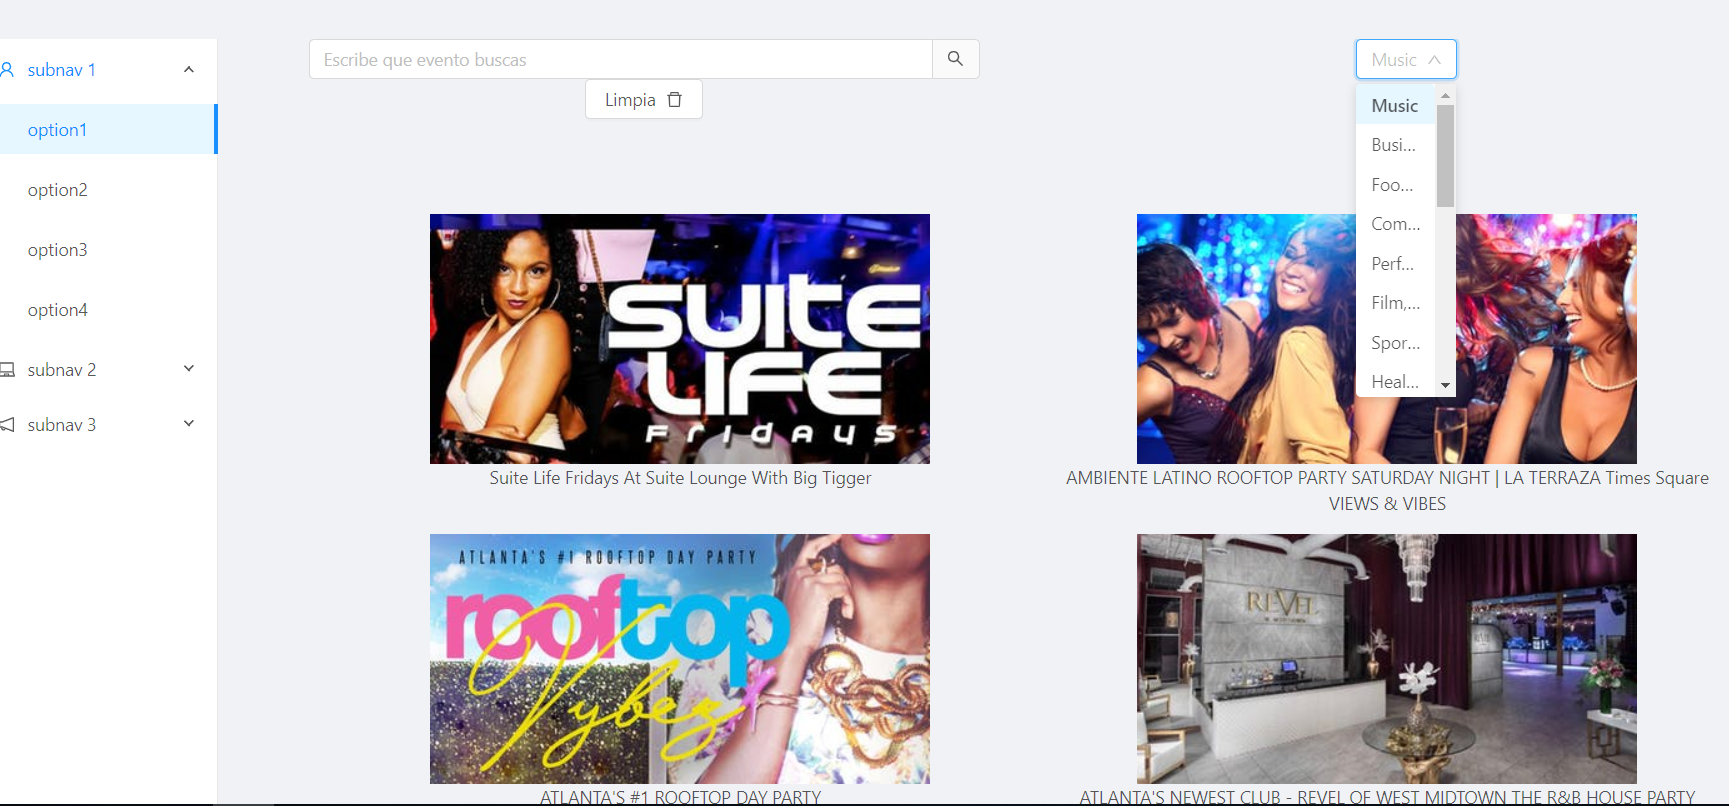 subnav 1
option1
option2
option3
option4
subnav 2
subnav 3
Escribe que evento buscas
Limpia
Music
Music
Busi...
Foo...
Com...
Perf...
Film,...
Spor...
Heal...
SUITE
LIFE
Fridays
Suite Life Fridays At Suite Lounge With Big Tigger
AMBIENTE LATINO ROOFTOP PARTY SATURDAY NIGHT | LA TERRAZA Times Square
VIEWS & VIBES
ATLANTA'S #1 ROOFTOP DAY PARTY
rooftop
Vybez
ATLANTA'S #1 ROOFTOP DAY PARTY
REVEL
ATLANTA'S NEWEST CLUB - REVEL OF WEST MIDTOWN THE R&B HOUSE PARTY